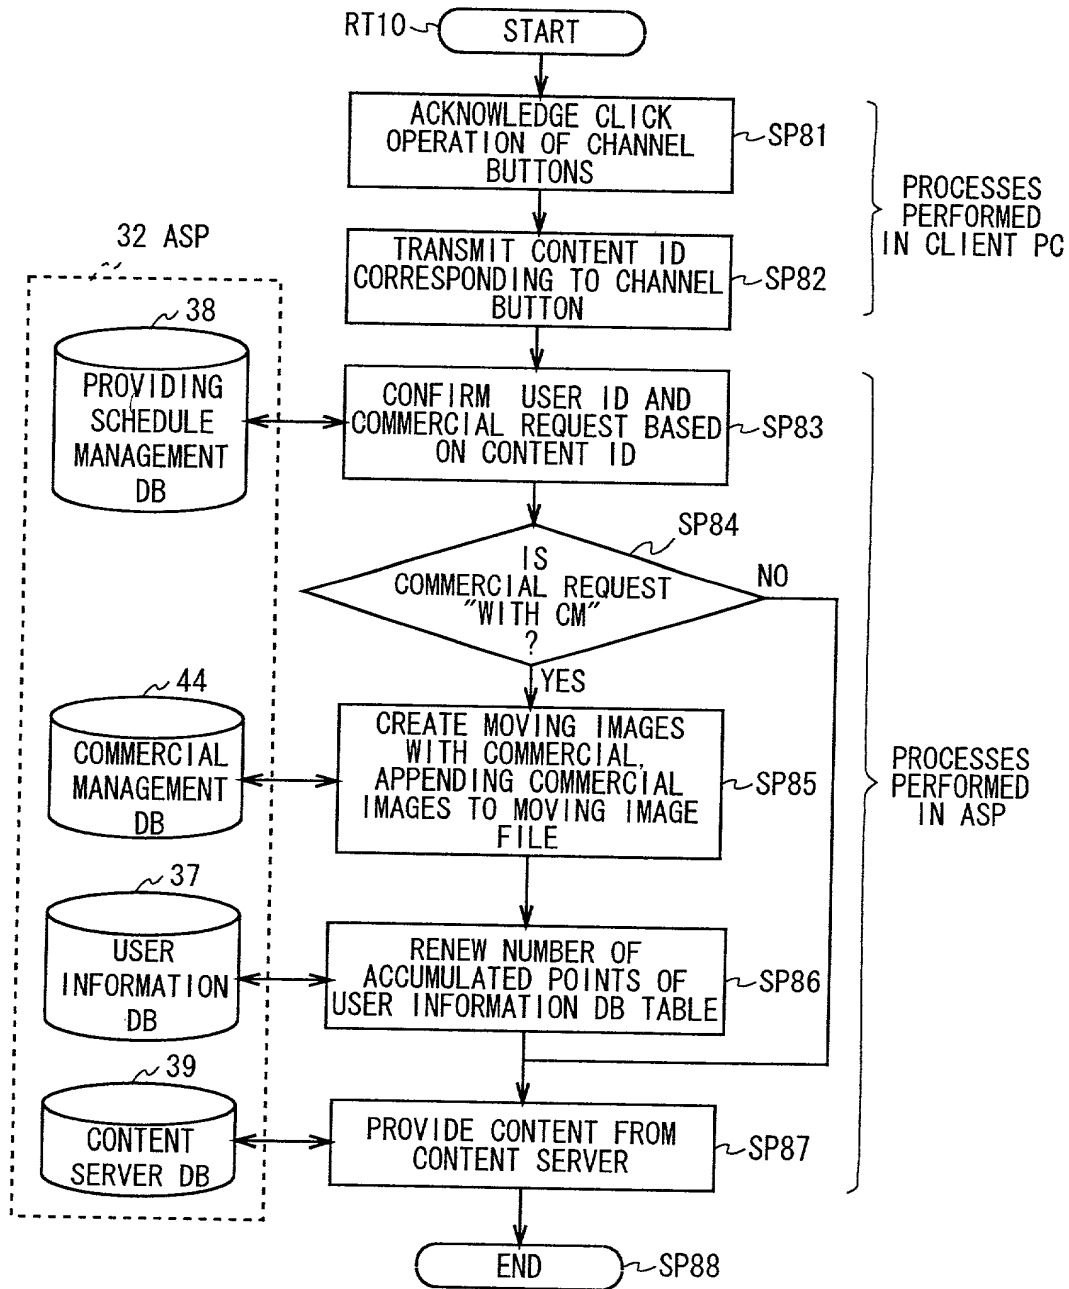 RT10
START
ACKNOWLEDGE CLICK
OPERATION OF CHANNEL
BUTTONS
SP81
PROCESSES
PERFORMED
IN CLIENT PC
32 ASP
TRANSMIT CONTENT ID
CORRESPONDING TO CHANNEL
BUTTON
SP82
38
PROVIDING
SCHEDULE
MANAGEMENT
DB
CONFIRM USER ID AND
COMMERCIAL REQUEST BASED
ON CONTENT ID
SP83
SP84
IS
COMMERCIAL REQUEST
"WITH CM"
?
NO
YES
44
COMMERCIAL
MANAGEMENT
DB
CREATE MOVING IMAGES
WITH COMMERCIAL,
APPENDING COMMERCIAL
IMAGES TO MOVING IMAGE
FILE
SP85
PROCESSES
PERFORMED
IN ASP
37
USER
INFORMATION
DB
RENEW NUMBER OF
ACCUMULATED POINTS OF
USER INFORMATION DB TABLE
SP86
39
CONTENT
SERVER DB
PROVIDE CONTENT FROM
CONTENT SERVER
SP87
END
SP88